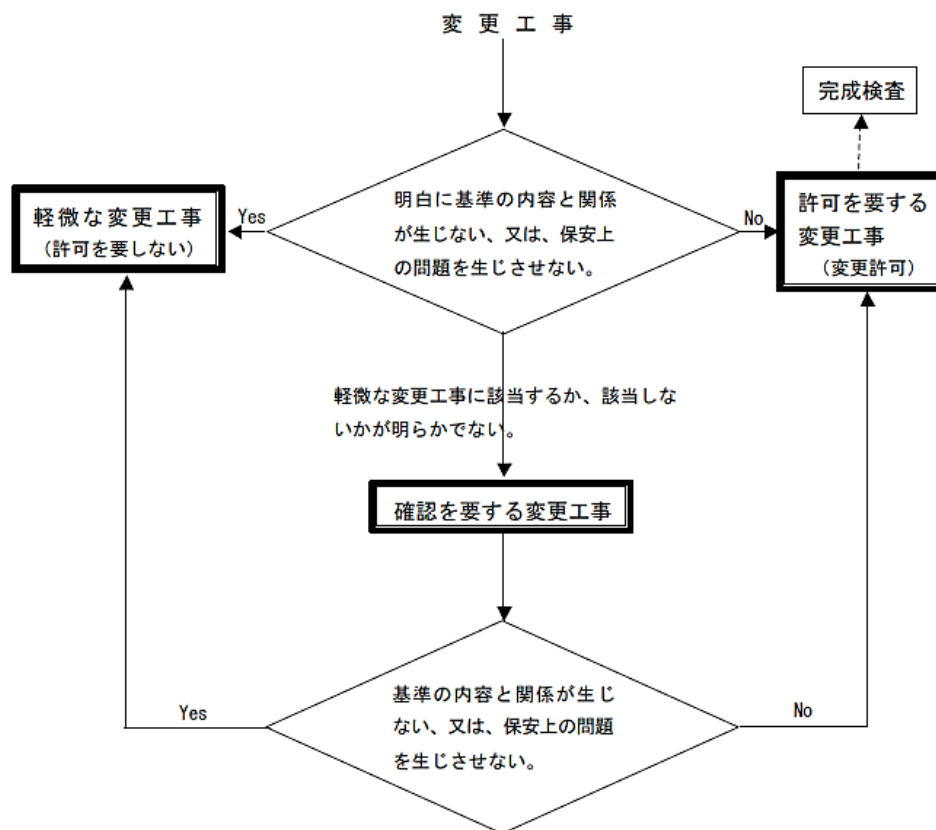 変更工事
完成検査
明白に基準の内容と関係
が生じない、又は、保安上
の問題を生じさせない。
軽微な変更工事
（許可を要しない）
Yes
No
許可を要する
変更工事
（変更許可）
軽微な変更工事に該当するか、該当しな
いかが明らかでない。
確認を要する変更工事
基準の内容と関係が生じ
ない、又は、保安上の問題
を生じさせない。
Yes
No